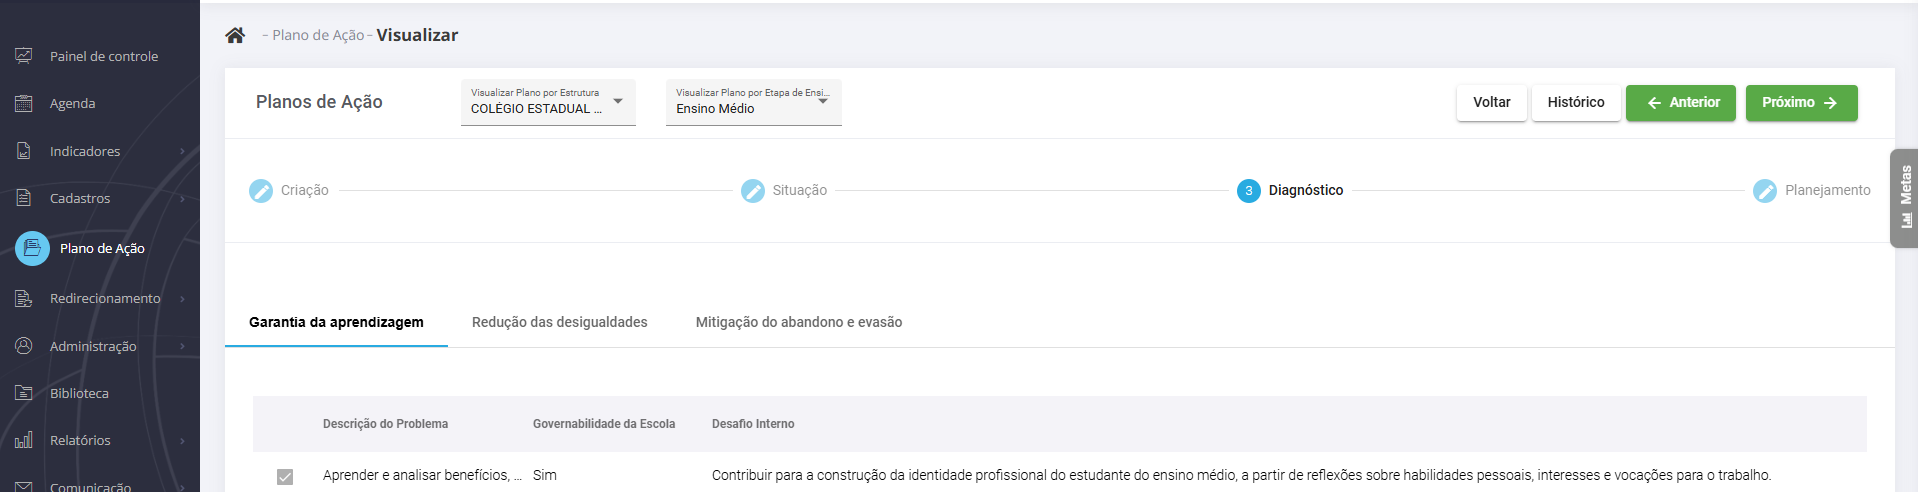 Painel de controle
Agenda
Indicadores
Cadastros
Plano de Ação
Redirecionamento
Administração
Biblioteca
Relatórios
Comunicação
– Plano de Ação – Visualizar
Planos de Ação
Visualizar Plano por Estrutura
COLÉGIO ESTADUAL ...
Visualizar Plano por Etapa de Ensi...
Ensino Médio
Voltar
Histórico
Anterior
Próximo
Criação
Situação
3 Diagnóstico
Planejamento
Metas
Garantia da aprendizagem
Redução das desigualdades
Mitigação do abandono e evasão
Descrição do Problema Governabilidade da Escola Desafio Interno
Aprender e analisar benefícios, ... Sim Contribuir para a construção da identidade profissional do estudante do ensino médio, a partir de reflexões sobre habilidades pessoais, interesses e vocações para o trabalho.